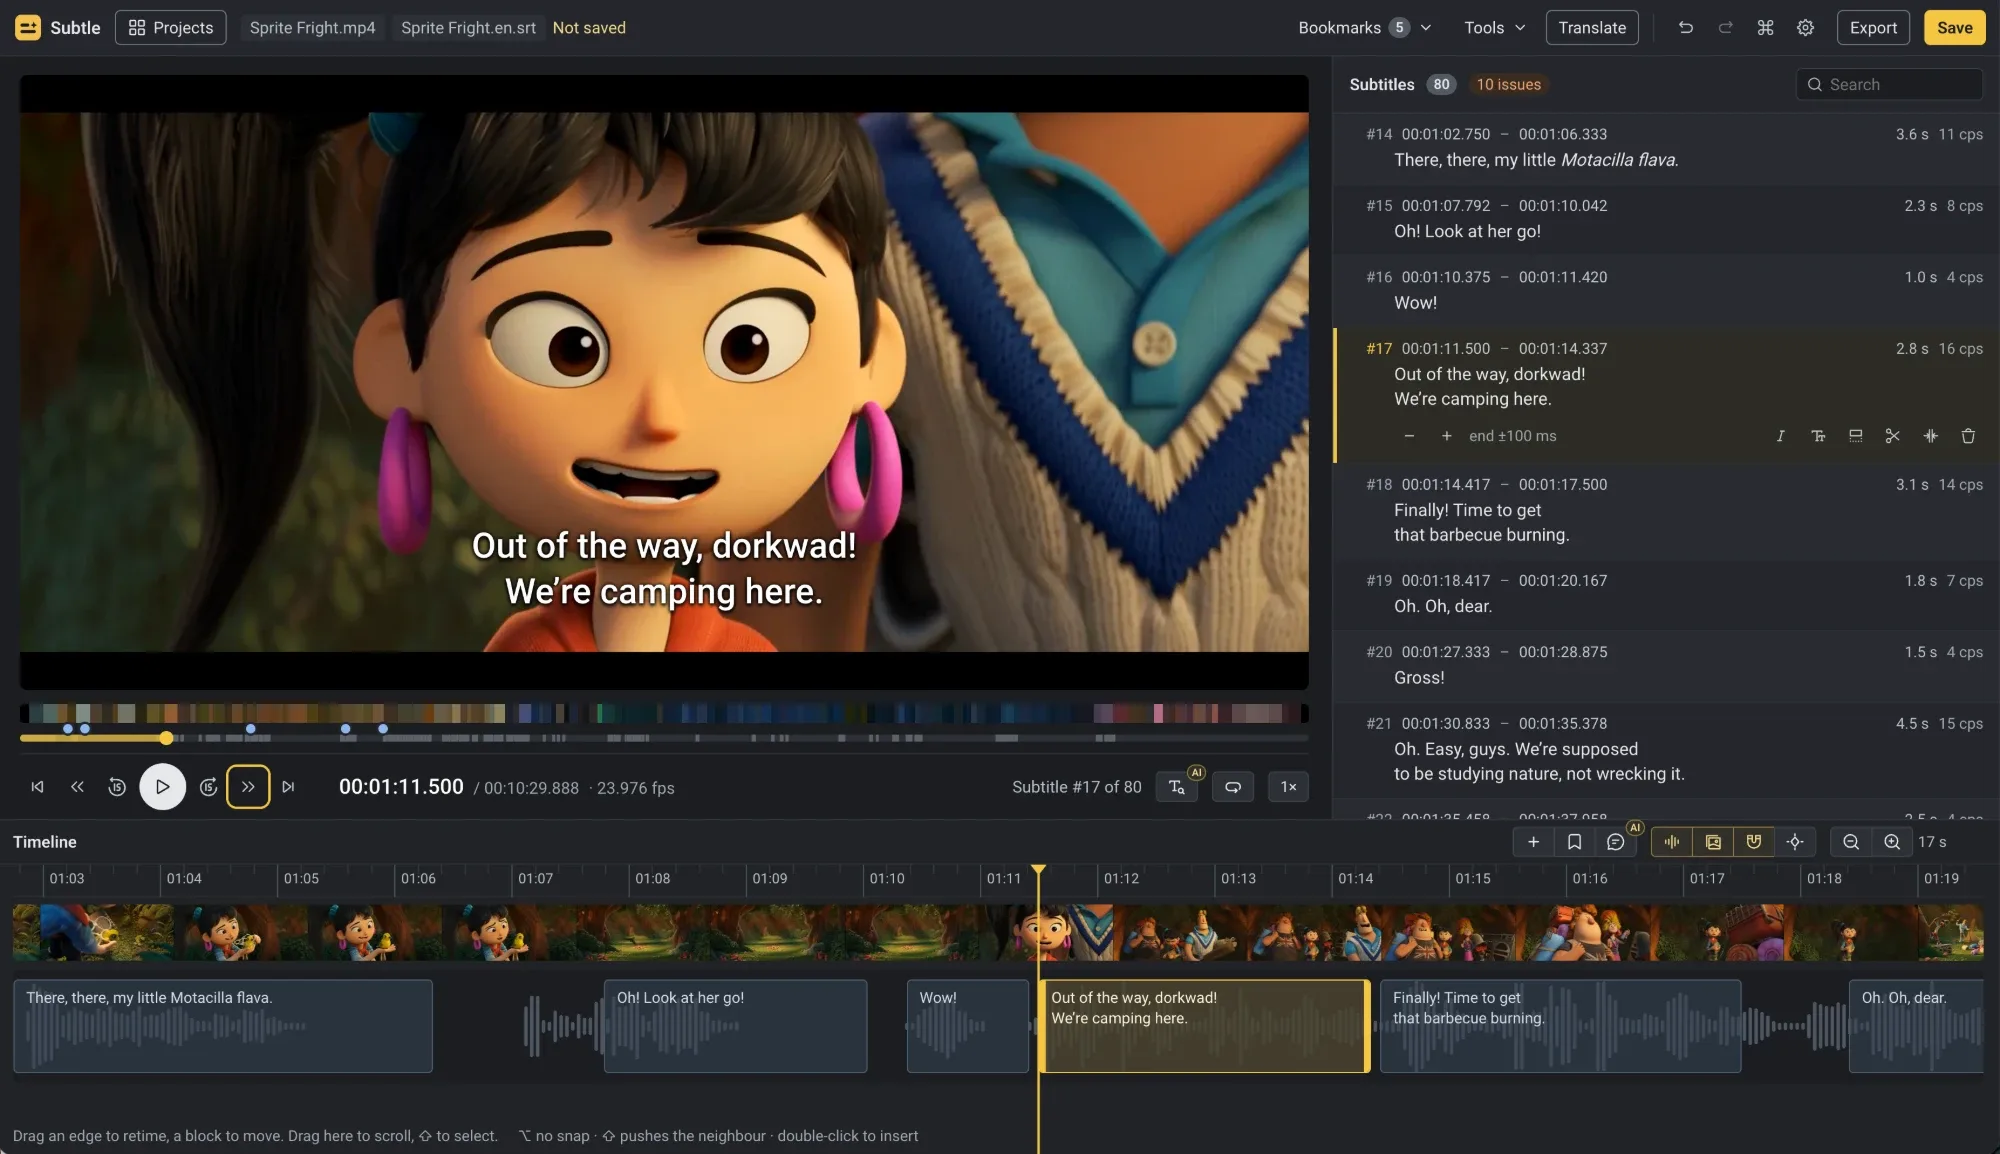 Subtle
Projects
Sprite Fright.mp4
Sprite Fright.en.srt
Not saved
Bookmarks 5
Tools
Translate
Export
Save
Out of the way, dorkwad!
We’re camping here.
00:01:11.500 / 00:10:29.888 · 23.976 fps
Subtitle #17 of 80
AI
1×
Subtitles 80 10 issues
Search
#14 00:01:02.750 – 00:01:06.333 3.6 s 11 cps
There, there, my little Motacilla flava.
#15 00:01:07.792 – 00:01:10.042 2.3 s 8 cps
Oh! Look at her go!
#16 00:01:10.375 – 00:01:11.420 1.0 s 4 cps
Wow!
#17 00:01:11.500 – 00:01:14.337 2.8 s 16 cps
Out of the way, dorkwad!
We’re camping here.
− + end ±100 ms
#18 00:01:14.417 – 00:01:17.500 3.1 s 14 cps
Finally! Time to get
that barbecue burning.
#19 00:01:18.417 – 00:01:20.167 1.8 s 7 cps
Oh. Oh, dear.
#20 00:01:27.333 – 00:01:28.875 1.5 s 4 cps
Gross!
#21 00:01:30.833 – 00:01:35.378 4.5 s 15 cps
Oh. Easy, guys. We’re supposed
to be studying nature, not wrecking it.
Timeline
AI
17 s
01:03 01:04 01:05 01:06 01:07 01:08 01:09 01:10 01:11 01:12 01:13 01:14 01:15 01:16 01:17 01:18 01:19
There, there, my little Motacilla flava.
Oh! Look at her go!
Wow!
Out of the way, dorkwad!
We’re camping here.
Finally! Time to get
that barbecue burning.
Oh. Oh, dear.
Drag an edge to retime, a block to move. Drag here to scroll, ⇧ to select. ⌥ no snap · ⇧ pushes the neighbour · double-click to insert